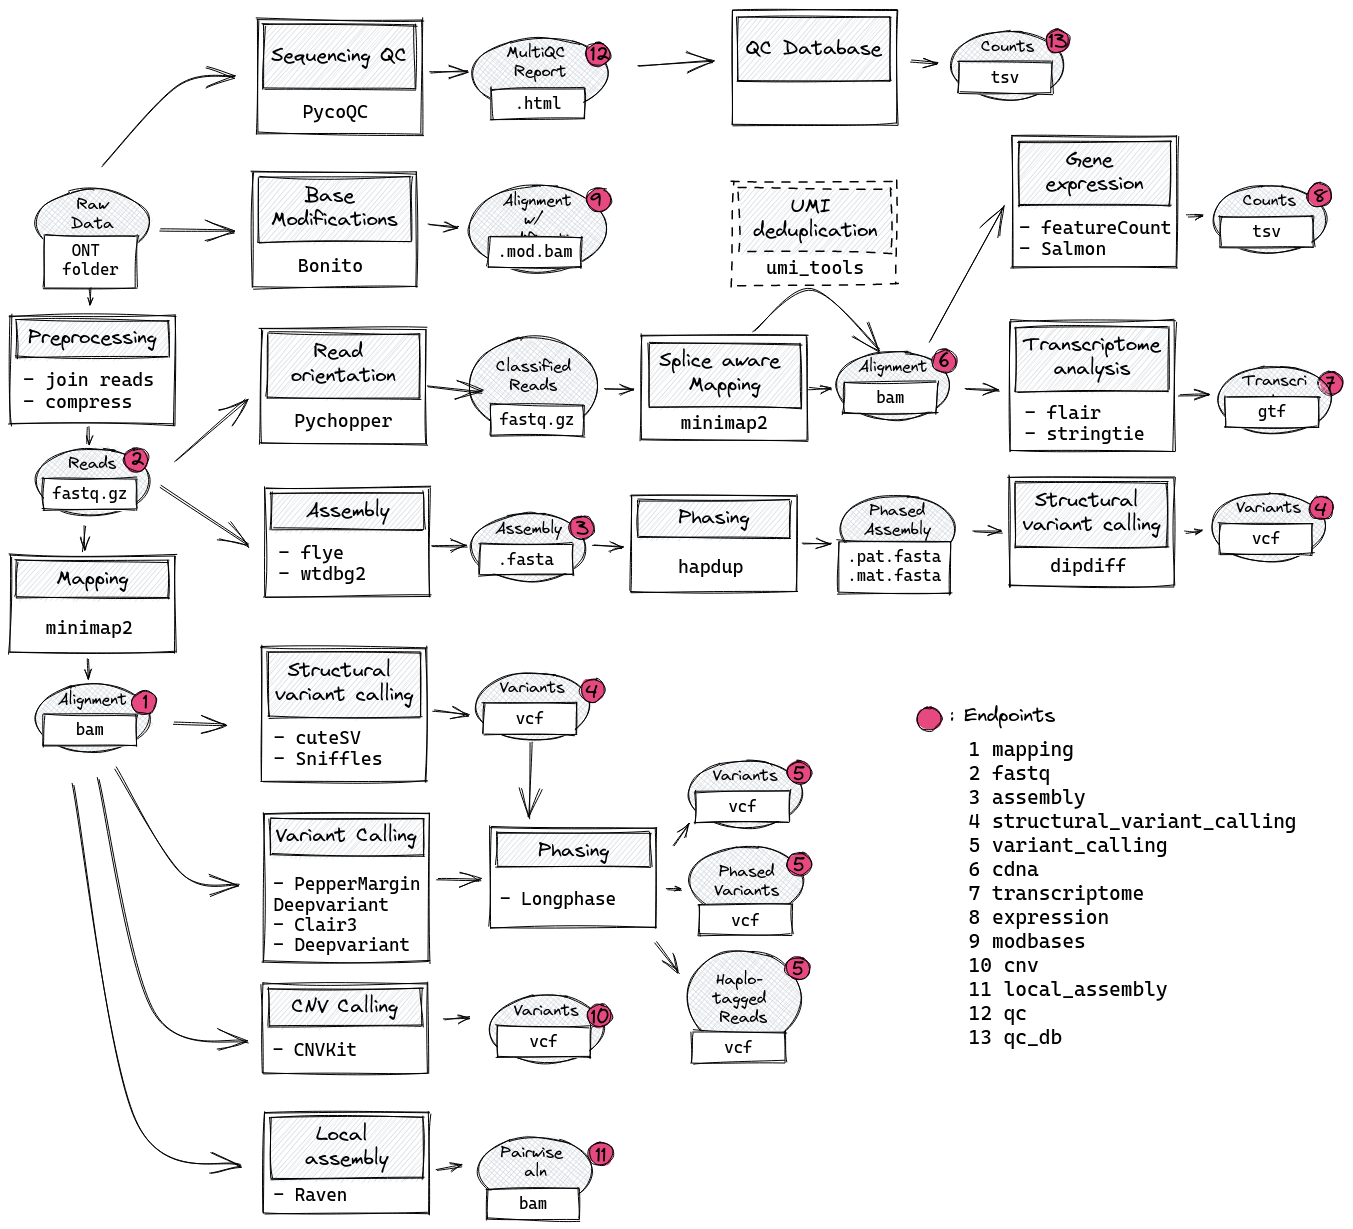 Sequencing QC
PycoQC
MultiQC
Report
.html
12
QC Database
Counts
tsv
13
Raw
Data
ONT
folder
Base
Modifications
Bonito
Alignment
w/
.mod.bam
9
UMI
deduplication
umi_tools
Gene
expression
- featureCount
- Salmon
Counts
tsv
8
Preprocessing
- join reads
- compress
Read
orientation
Pychopper
Classified
Reads
fastq.gz
Splice aware
Mapping
minimap2
Alignment
bam
6
Transcriptome
analysis
- flair
- stringtie
Transcri
gtf
7
Reads
fastq.gz
2
Assembly
- flye
- wtdbg2
Assembly
.fasta
3
Phasing
hapdup
Phased
Assembly
.pat.fasta
.mat.fasta
Structural
variant calling
dipdiff
Variants
vcf
4
Mapping
minimap2
Alignment
bam
1
Structural
variant calling
- cuteSV
- Sniffles
Variants
vcf
4
Variant Calling
- PepperMargin
Deepvariant
- Clair3
- Deepvariant
Phasing
- Longphase
Variants
vcf
5
Phased
Variants
vcf
5
Haplo-
tagged
Reads
vcf
5
CNV Calling
- CNVKit
Variants
vcf
10
Local
assembly
- Raven
Pairwise
aln
bam
11
: Endpoints
1 mapping
2 fastq
3 assembly
4 structural_variant_calling
5 variant_calling
6 cdna
7 transcriptome
8 expression
9 modbases
10 cnv
11 local_assembly
12 qc
13 qc_db